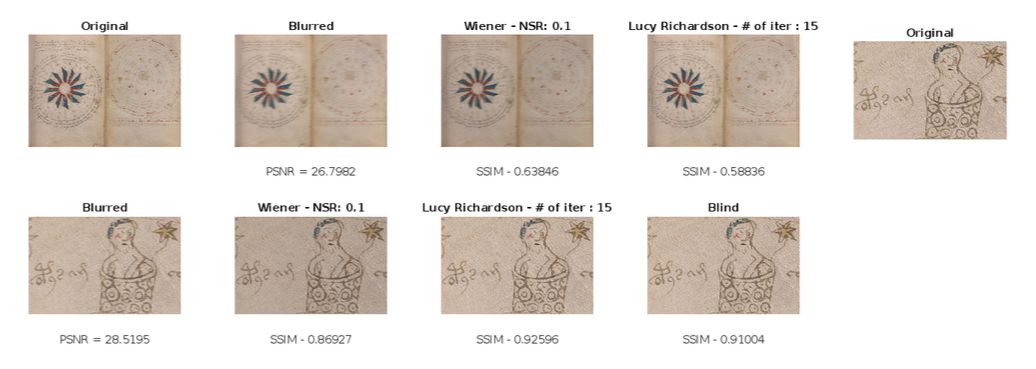 Original
Blurred
Wiener - NSR: 0.1
Lucy Richardson - # of iter : 15
Original
PSNR = 26.7982
SSIM - 0.63846
SSIM - 0.58836
Blurred
Wiener - NSR: 0.1
Lucy Richardson - # of iter : 15
Blind
PSNR = 28.5195
SSIM - 0.86927
SSIM - 0.92596
SSIM - 0.91004